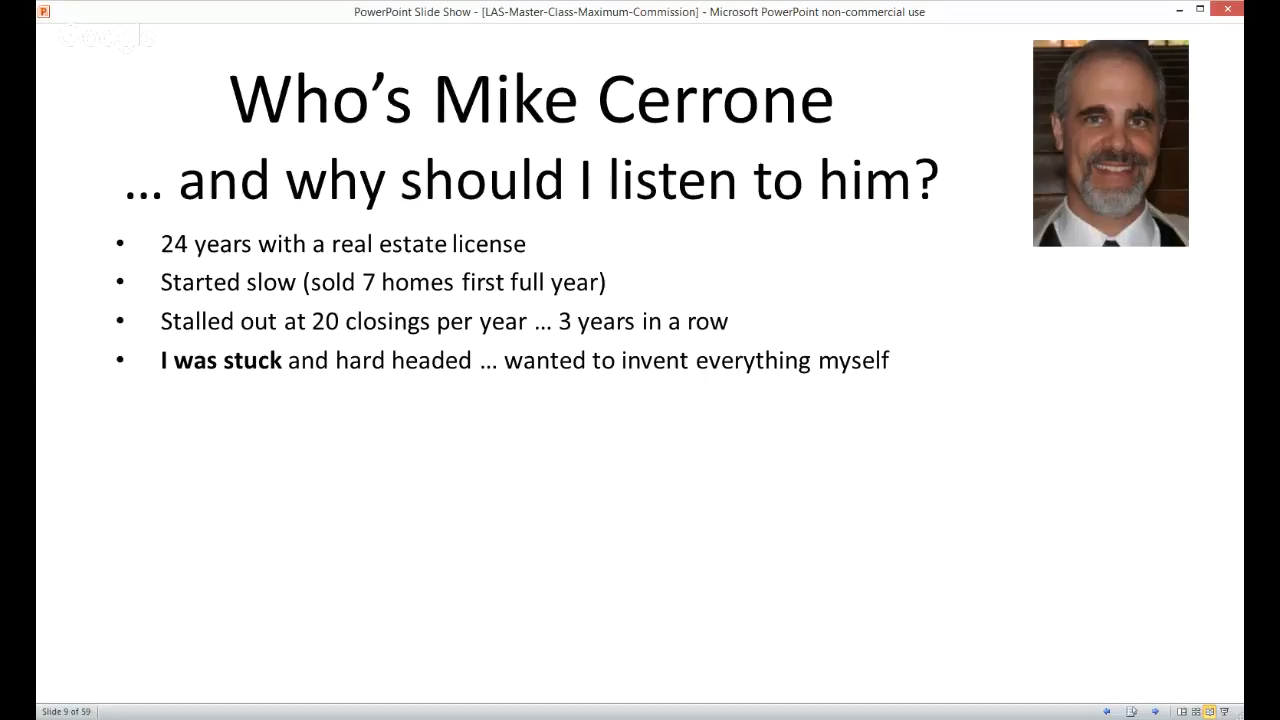 PowerPoint Slide Show - [LAS-Master-Class-Maximum-Commission] - Microsoft PowerPoint non-commercial use
Google
Who's Mike Cerrone
... and why should I listen to him?
• 24 years with a real estate license
• Started slow (sold 7 homes first full year)
• Stalled out at 20 closings per year ... 3 years in a row
• I was stuck and hard headed ... wanted to invent everything myself
Slide 9 of 59